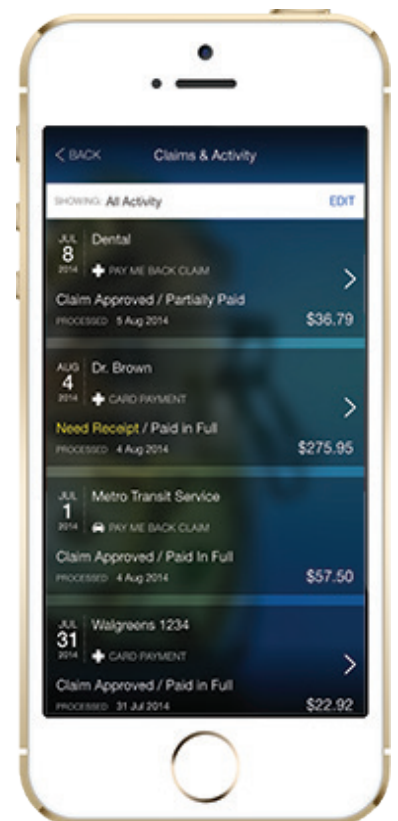 < BACK Claims & Activity
SHOWING: All Activity EDIT
JUL Dental
8
2014 PAY ME BACK CLAIM
Claim Approved / Partially Paid
PROCESSED 5 Aug 2014 $36.79
AUG Dr. Brown
4
2014 CARD PAYMENT
Need Receipt / Paid in Full
PROCESSED 4 Aug 2014 $275.95
JUL Metro Transit Service
1
2014 PAY ME BACK CLAIM
Claim Approved / Paid In Full
PROCESSED 4 Aug 2014 $57.50
JUL Walgreens 1234
31
2014 CARD PAYMENT
Claim Approved / Paid in Full
PROCESSED 31 Jul 2014 $22.92